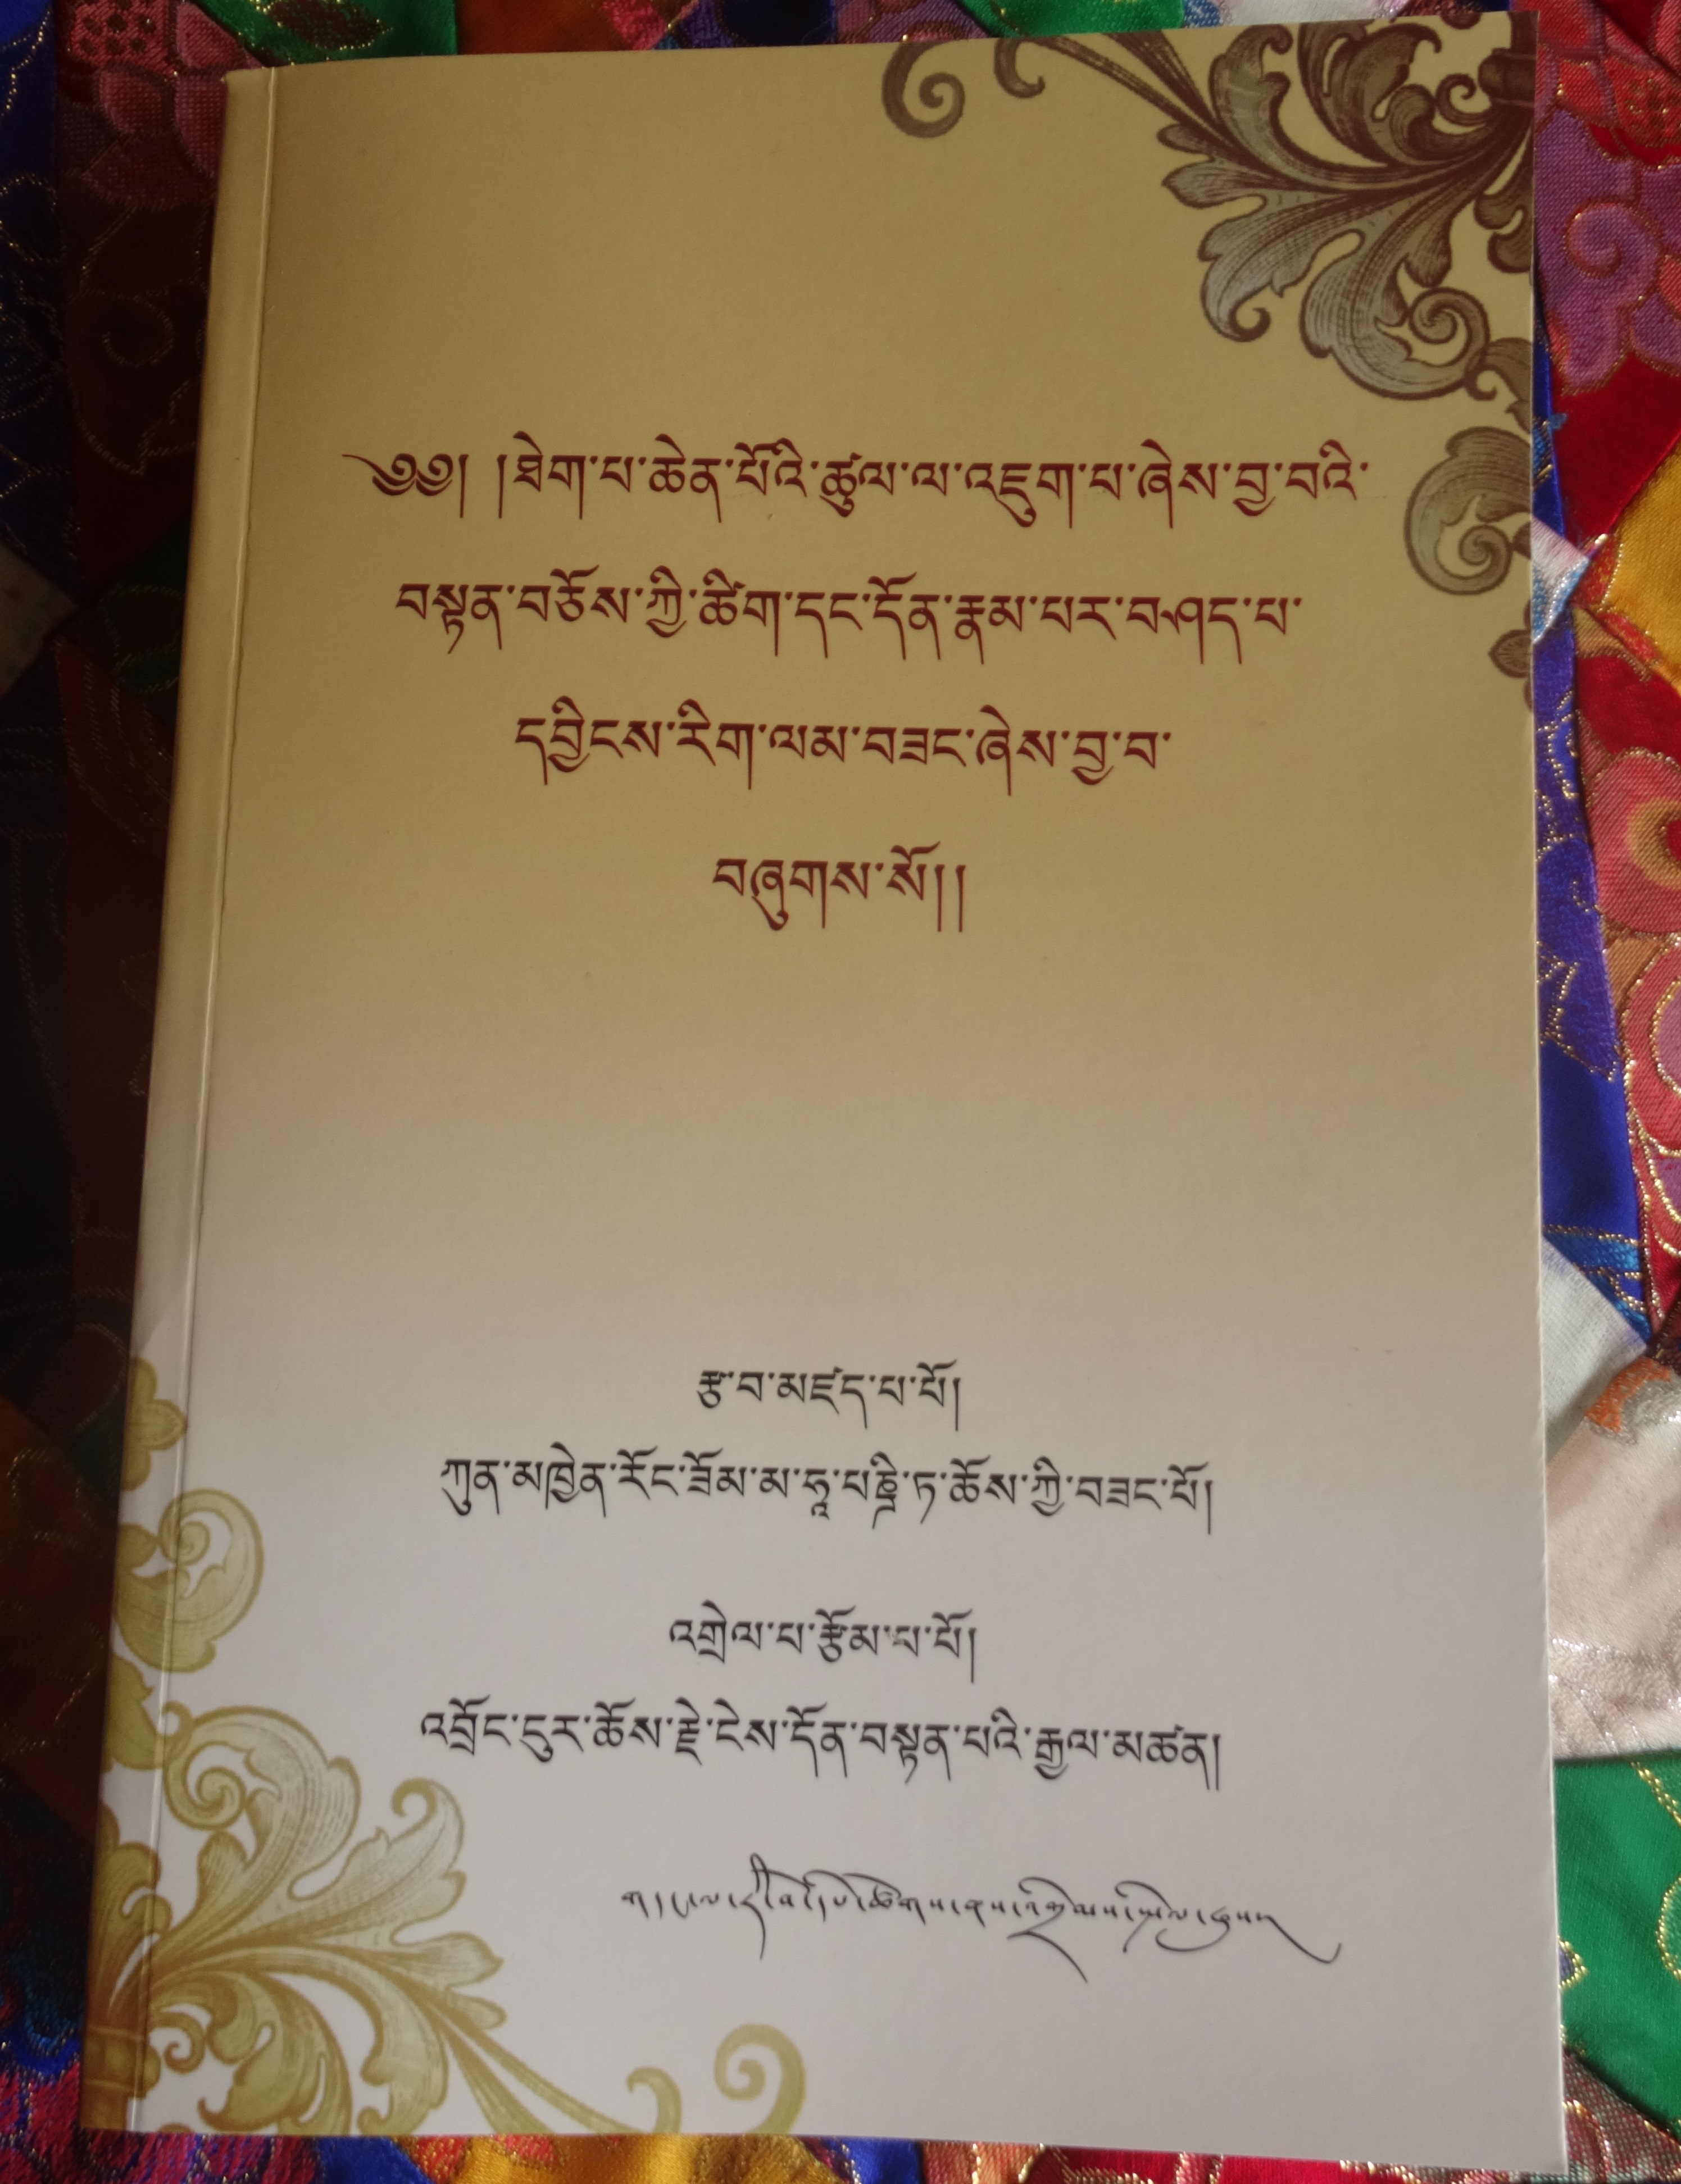 ༄༅། །ཐེག་པ་ཆེན་པོའི་ཚུལ་ལ་འཇུག་པ་ཞེས་བྱ་བའི་
བསྟན་བཅོས་ཀྱི་ཚིག་དང་དོན་རྣམ་པར་བཤད་པ་
དབྱིངས་རིག་ལམ་བཟང་ཞེས་བྱ་བ་
བཞུགས་སོ།།
རྩ་བ་མཛད་པ་པོ།
ཀུན་མཁྱེན་རོང་ཟོམ་མ་ཧཱ་པཎྜི་ཏ་ཆོས་ཀྱི་བཟང་པོ།
འགྲེལ་པ་རྩོམ་པ་པོ།
འབྲོང་དུར་ཆོས་རྗེ་ངེས་དོན་བསྟན་པའི་རྒྱལ་མཚན།